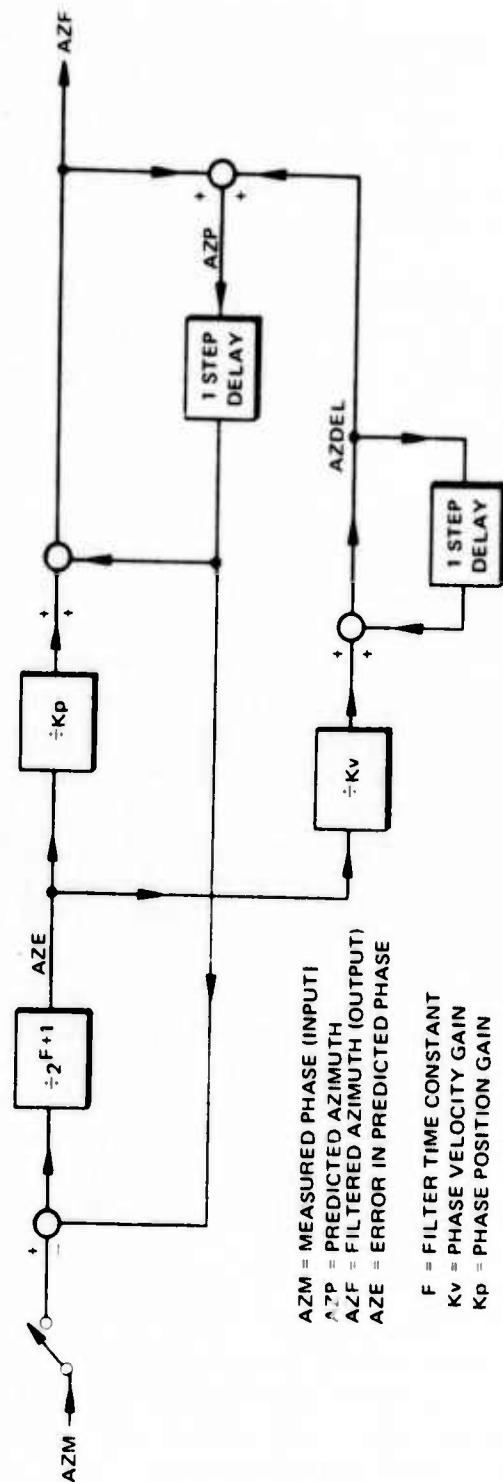 AZM
+
−
÷2^F+1
AZE
÷Kp
+
+
AZF
+
+
AZP
1 STEP
DELAY
÷Kv
+
+
AZDEL
1 STEP
DELAY
AZM = MEASURED PHASE (INPUT)
AZP = PREDICTED AZIMUTH
AZF = FILTERED AZIMUTH (OUTPUT)
AZE = ERROR IN PREDICTED PHASE
F = FILTER TIME CONSTANT
Kv = PHASE VELOCITY GAIN
Kp = PHASE POSITION GAIN